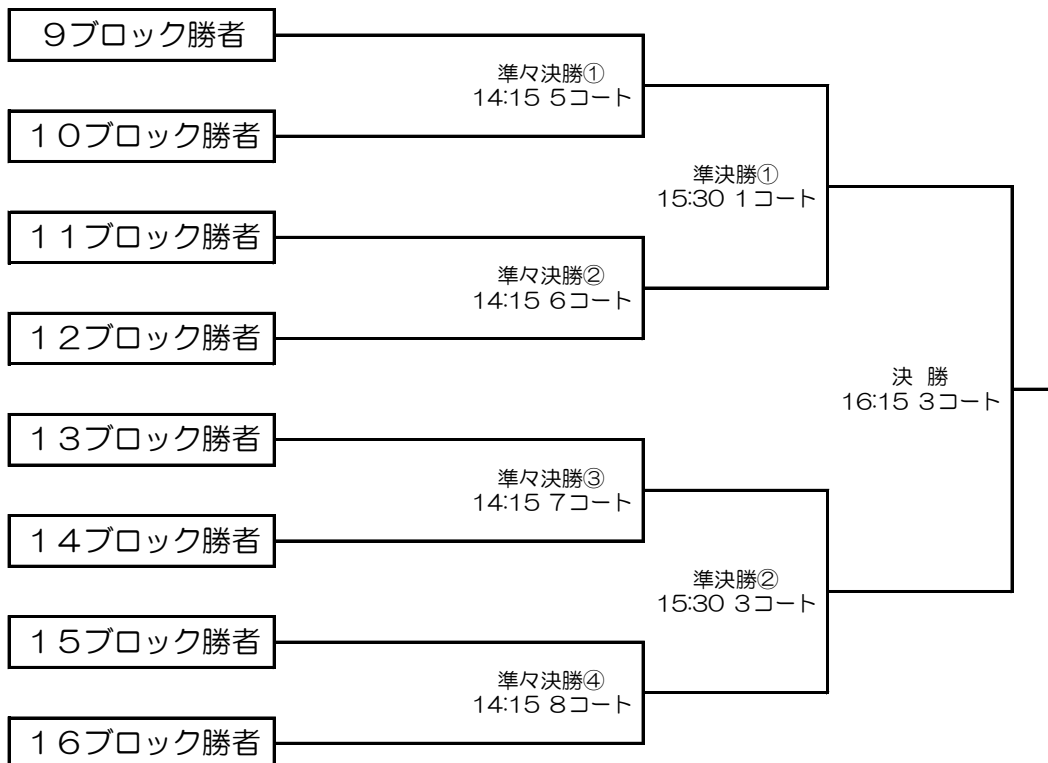 ９ブロック勝者
準々決勝①
14:15 5コート
１０ブロック勝者
準決勝①
15:30 1コート
１１ブロック勝者
準々決勝②
14:15 6コート
１２ブロック勝者
決 勝
16:15 3コート
１３ブロック勝者
準々決勝③
14:15 7コート
１４ブロック勝者
準決勝②
15:30 3コート
１５ブロック勝者
準々決勝④
14:15 8コート
１６ブロック勝者